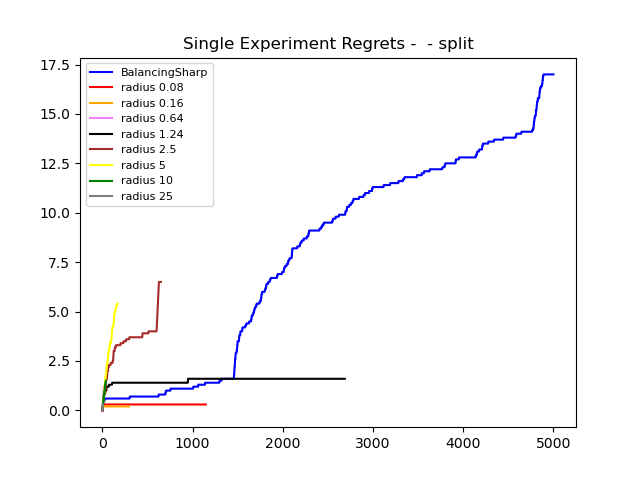 Single Experiment Regrets -  - split
17.5
15.0
12.5
10.0
7.5
5.0
2.5
0.0
BalancingSharp
radius 0.08
radius 0.16
radius 0.64
radius 1.24
radius 2.5
radius 5
radius 10
radius 25
0 1000 2000 3000 4000 5000